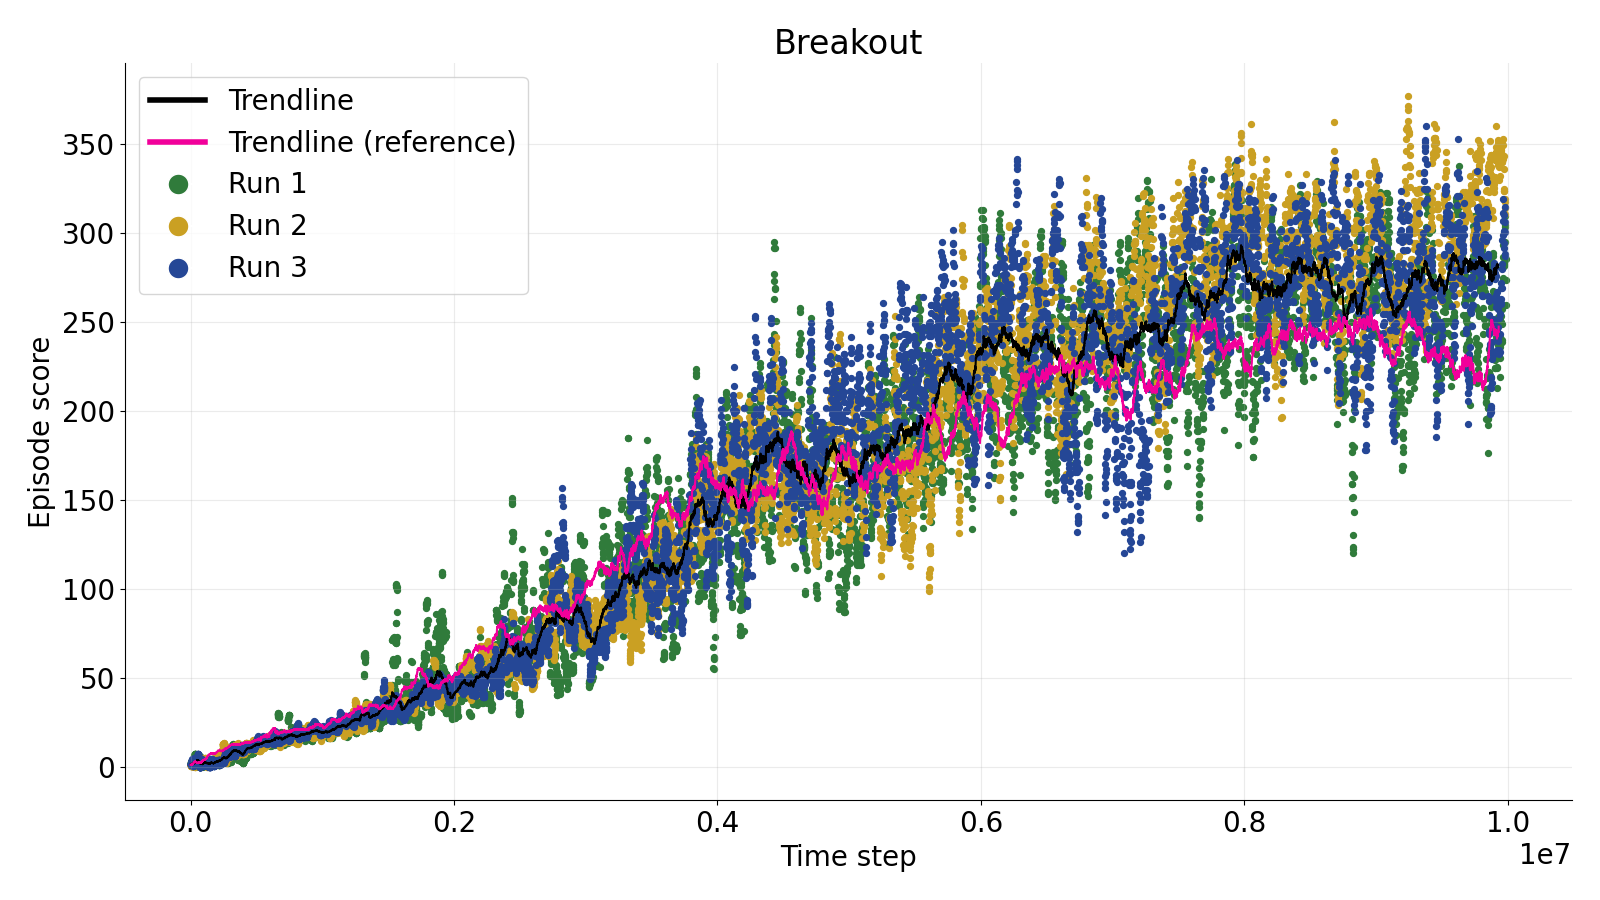 Breakout
Trendline
Trendline (reference)
Run 1
Run 2
Run 3
350
300
250
200
150
100
50
0
Episode score
0.0 0.2 0.4 0.6 0.8 1.0
1e7
Time step